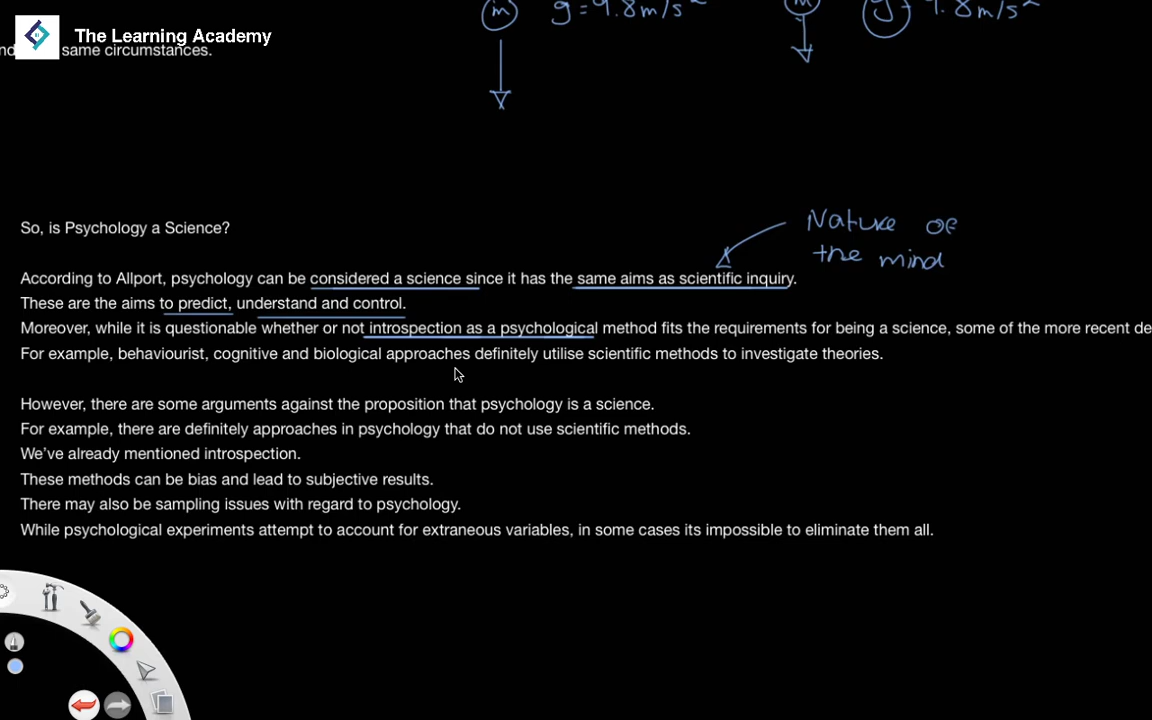 The Learning Academy
m g = 9.8m/s² m g = 9.8m/s²
same circumstances.
So, is Psychology a Science?
Nature of
the mind
According to Allport, psychology can be considered a science since it has the same aims as scientific inquiry.
These are the aims to predict, understand and control.
Moreover, while it is questionable whether or not introspection as a psychological method fits the requirements for being a science, some of the more recent de
For example, behaviourist, cognitive and biological approaches definitely utilise scientific methods to investigate theories.
However, there are some arguments against the proposition that psychology is a science.
For example, there are definitely approaches in psychology that do not use scientific methods.
We've already mentioned introspection.
These methods can be bias and lead to subjective results.
There may also be sampling issues with regard to psychology.
While psychological experiments attempt to account for extraneous variables, in some cases its impossible to eliminate them all.